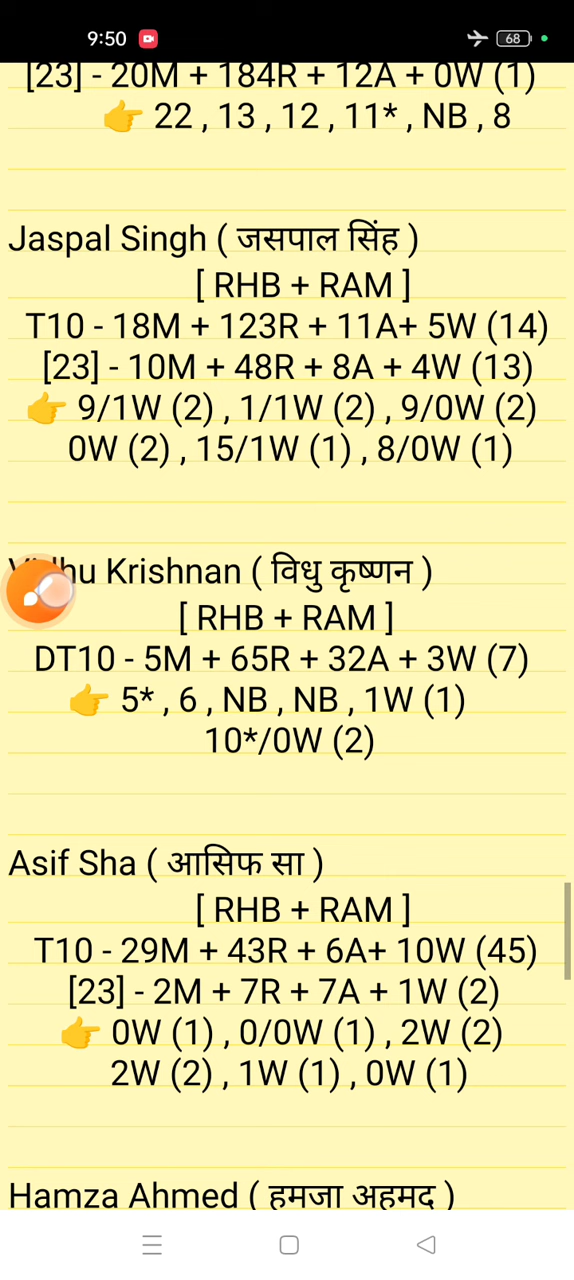 9:50
68
[23] - 20M + 184R + 12A + 0W (1)
👉 22 , 13 , 12 , 11* , NB , 8
Jaspal Singh ( जसपाल सिंह )
[ RHB + RAM ]
T10 - 18M + 123R + 11A+ 5W (14)
[23] - 10M + 48R + 8A + 4W (13)
👉 9/1W (2) , 1/1W (2) , 9/0W (2)
0W (2) , 15/1W (1) , 8/0W (1)
Krishnan ( विधु कृष्णन )
[ RHB + RAM ]
DT10 - 5M + 65R + 32A + 3W (7)
👉 5* , 6 , NB , NB , 1W (1)
10*/0W (2)
Asif Sha ( आसिफ सा )
[ RHB + RAM ]
T10 - 29M + 43R + 6A+ 10W (45)
[23] - 2M + 7R + 7A + 1W (2)
👉 0W (1) , 0/0W (1) , 2W (2)
2W (2) , 1W (1) , 0W (1)
Hamza Ahmed ( हमजा अहमद )